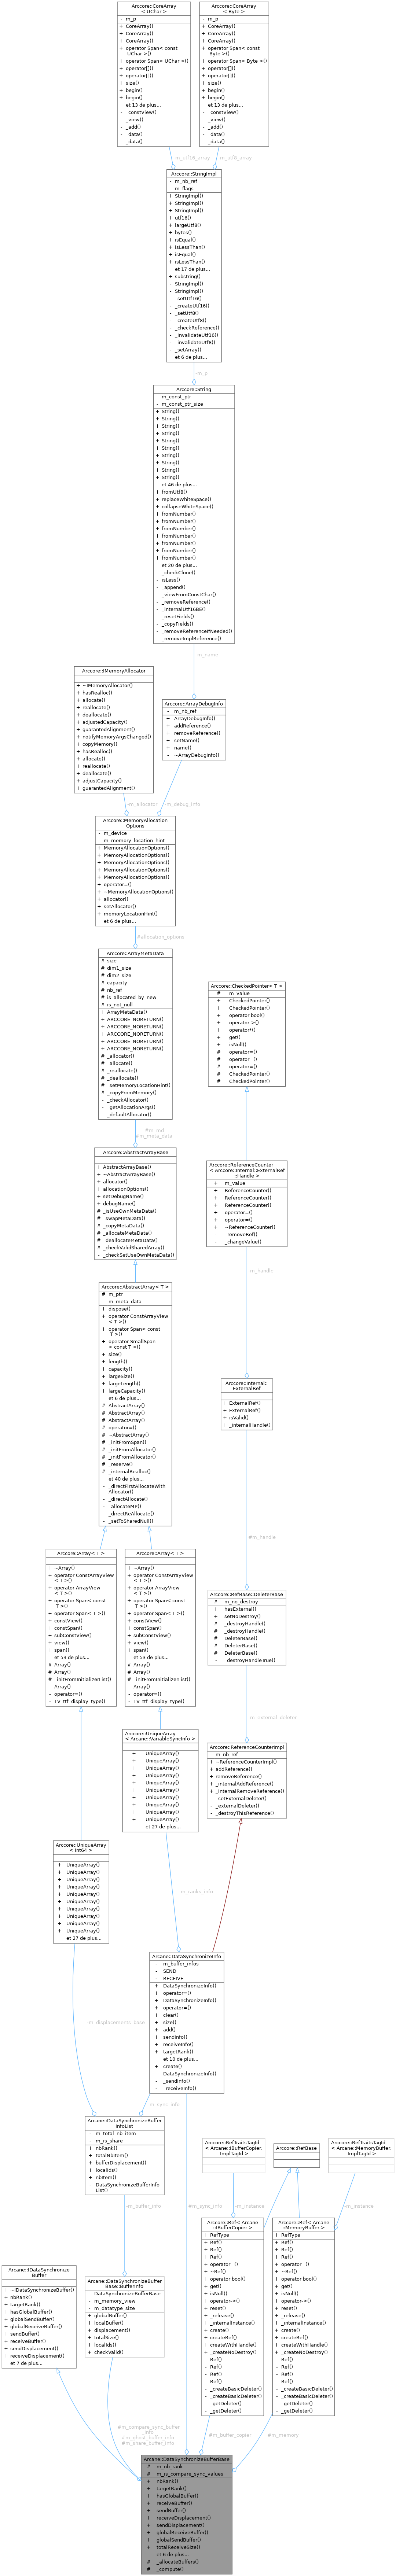 Arccore::CoreArray
< UChar >
- m_p
+ CoreArray()
+ CoreArray()
+ CoreArray()
+ operator Span< const
UChar >()
+ operator Span< UChar >()
+ operator[]()
+ operator[]()
+ size()
+ begin()
+ begin()
et 13 de plus...
- _constView()
- _view()
- _add()
- _data()
- _data()
Arccore::CoreArray
< Byte >
- m_p
+ CoreArray()
+ CoreArray()
+ CoreArray()
+ operator Span< const
Byte >()
+ operator Span< Byte >()
+ operator[]()
+ operator[]()
+ size()
+ begin()
+ begin()
et 13 de plus...
- _constView()
- _view()
- _add()
- _data()
- _data()
-m_utf16_array
-m_utf8_array
Arccore::StringImpl
- m_nb_ref
- m_flags
+ StringImpl()
+ StringImpl()
+ StringImpl()
+ utf16()
+ largeUtf8()
+ bytes()
+ isEqual()
+ isLessThan()
+ isEqual()
+ isLessThan()
et 17 de plus...
+ substring()
- StringImpl()
- StringImpl()
- _setUtf16()
- _createUtf16()
- _setUtf8()
- _createUtf8()
- _checkReference()
- _invalidateUtf16()
- _invalidateUtf8()
- _setArray()
et 6 de plus...
-m_p
Arccore::String
- m_const_ptr
- m_const_ptr_size
+ String()
+ String()
+ String()
+ String()
+ String()
+ String()
+ String()
+ String()
+ String()
+ String()
et 46 de plus...
+ fromUtf8()
+ replaceWhiteSpace()
+ collapseWhiteSpace()
+ fromNumber()
+ fromNumber()
+ fromNumber()
+ fromNumber()
+ fromNumber()
+ fromNumber()
+ fromNumber()
et 20 de plus...
- _checkClone()
- isLess()
- _append()
- _viewFromConstChar()
- _removeReference()
- _internalUtf16BE()
- _resetFields()
- _copyFields()
- _removeReferenceIfNeeded()
- _removeImplReference()
-m_name
Arccore::IMemoryAllocator
+ ~IMemoryAllocator()
+ hasRealloc()
+ allocate()
+ reallocate()
+ deallocate()
+ adjustedCapacity()
+ guarantedAlignment()
+ notifyMemoryArgsChanged()
+ copyMemory()
+ hasRealloc()
+ allocate()
+ reallocate()
+ deallocate()
+ adjustCapacity()
+ guarantedAlignment()
Arccore::ArrayDebugInfo
- m_nb_ref
+ ArrayDebugInfo()
+ addReference()
+ removeReference()
+ setName()
+ name()
- ~ArrayDebugInfo()
-m_allocator
-m_debug_info
Arccore::MemoryAllocation
Options
- m_device
- m_memory_location_hint
+ MemoryAllocationOptions()
+ MemoryAllocationOptions()
+ MemoryAllocationOptions()
+ MemoryAllocationOptions()
+ MemoryAllocationOptions()
+ operator=()
+ ~MemoryAllocationOptions()
+ allocator()
+ setAllocator()
+ memoryLocationHint()
et 6 de plus...
#allocation_options
Arccore::ArrayMetaData
# size
# dim1_size
# dim2_size
# capacity
# nb_ref
# is_allocated_by_new
# is_not_null
+ ArrayMetaData()
+ ARCCORE_NORETURN()
+ ARCCORE_NORETURN()
+ ARCCORE_NORETURN()
+ ARCCORE_NORETURN()
+ ARCCORE_NORETURN()
# _allocator()
# _allocate()
# _reallocate()
# _deallocate()
# _setMemoryLocationHint()
# _copyFromMemory()
- _checkAllocator()
- _getAllocationArgs()
- _defaultAllocator()
#m_md
#m_meta_data
Arccore::AbstractArrayBase
+ AbstractArrayBase()
+ ~AbstractArrayBase()
+ allocator()
+ allocationOptions()
+ setDebugName()
+ debugName()
# _isUseOwnMetaData()
# _swapMetaData()
# _copyMetaData()
# _allocateMetaData()
# _deallocateMetaData()
# _checkValidSharedArray()
- _checkSetUseOwnMetaData()
Arccore::AbstractArray< T >
# m_ptr
- m_meta_data
+ dispose()
+ operator ConstArrayView
< T >()
+ operator Span< const
T >()
+ operator SmallSpan
< const T >()
+ size()
+ length()
+ capacity()
+ largeSize()
+ largeLength()
+ largeCapacity()
et 6 de plus...
# AbstractArray()
# AbstractArray()
# AbstractArray()
# operator=()
# ~AbstractArray()
# _initFromSpan()
# _initFromAllocator()
# _initFromAllocator()
# _reserve()
# _internalRealloc()
et 40 de plus...
- _directFirstAllocateWith
Allocator()
- _directAllocate()
- _allocateMP()
- _directReAllocate()
- _setToSharedNull()
Arccore::CheckedPointer< T >
# m_value
+ CheckedPointer()
+ CheckedPointer()
+ operator bool()
+ operator->()
+ operator*()
+ get()
+ isNull()
# operator=()
# operator=()
# operator=()
# CheckedPointer()
# CheckedPointer()
Arccore::ReferenceCounter
< Arccore::Internal::ExternalRef
::Handle >
+ m_value
+ ReferenceCounter()
+ ReferenceCounter()
+ ReferenceCounter()
+ operator=()
+ operator=()
+ ~ReferenceCounter()
- _removeRef()
- _changeValue()
-m_handle
Arccore::Internal::
ExternalRef
+ ExternalRef()
+ ExternalRef()
+ isValid()
+ _internalHandle()
#m_handle
Arccore::RefBase::DeleterBase
# m_no_destroy
+ hasExternal()
+ setNoDestroy()
# _destroyHandle()
# _destroyHandle()
# DeleterBase()
# DeleterBase()
# DeleterBase()
- _destroyHandleTrue()
-m_external_deleter
Arccore::ReferenceCounterImpl
- m_nb_ref
+ ~ReferenceCounterImpl()
+ addReference()
+ removeReference()
+ _internalAddReference()
+ _internalRemoveReference()
- _setExternalDeleter()
- _externalDeleter()
- _destroyThisReference()
Arccore::Array< T >
+ ~Array()
+ operator ConstArrayView
< T >()
+ operator ArrayView
< T >()
+ operator Span< const
T >()
+ operator Span< T >()
+ constView()
+ constSpan()
+ subConstView()
+ view()
+ span()
et 53 de plus...
# Array()
# Array()
# _initFromInitializerList()
- Array()
- operator=()
- TV_ttf_display_type()
Arccore::Array< T >
+ ~Array()
+ operator ConstArrayView
< T >()
+ operator ArrayView
< T >()
+ operator Span< const
T >()
+ operator Span< T >()
+ constView()
+ constSpan()
+ subConstView()
+ view()
+ span()
et 53 de plus...
# Array()
# Array()
# _initFromInitializerList()
- Array()
- operator=()
- TV_ttf_display_type()
Arccore::UniqueArray
< Arcane::VariableSyncInfo >
+ UniqueArray()
+ UniqueArray()
+ UniqueArray()
+ UniqueArray()
+ UniqueArray()
+ UniqueArray()
+ UniqueArray()
+ UniqueArray()
+ UniqueArray()
+ UniqueArray()
et 27 de plus...
Arccore::UniqueArray
< Int64 >
+ UniqueArray()
+ UniqueArray()
+ UniqueArray()
+ UniqueArray()
+ UniqueArray()
+ UniqueArray()
+ UniqueArray()
+ UniqueArray()
+ UniqueArray()
+ UniqueArray()
et 27 de plus...
-m_ranks_info
-m_displacements_base
Arcane::DataSynchronizeInfo
- m_buffer_infos
- SEND
- RECEIVE
+ DataSynchronizeInfo()
+ operator=()
+ DataSynchronizeInfo()
+ operator=()
+ clear()
+ size()
+ add()
+ sendInfo()
+ receiveInfo()
+ targetRank()
et 10 de plus...
+ create()
- DataSynchronizeInfo()
- _sendInfo()
- _receiveInfo()
-m_sync_info
Arcane::DataSynchronizeBuffer
InfoList
- m_total_nb_item
- m_is_share
+ nbRank()
+ totalNbItem()
+ bufferDisplacement()
+ localIds()
+ nbItem()
- DataSynchronizeBufferInfo
List()
Arccore::RefTraitsTagId
< Arcane::IBufferCopier,
ImplTagId >
Arccore::RefBase
Arccore::RefTraitsTagId
< Arcane::MemoryBuffer,
ImplTagId >
-m_buffer_info
#m_sync_info
-m_instance
-m_instance
Arccore::Ref< Arcane
::IBufferCopier >
+ RefType
+ Ref()
+ Ref()
+ Ref()
+ operator=()
+ ~Ref()
+ operator bool()
+ get()
+ isNull()
+ operator->()
+ reset()
+ _release()
+ _internalInstance()
+ create()
+ createRef()
+ createWithHandle()
+ _createNoDestroy()
- Ref()
- Ref()
- Ref()
- Ref()
- _createBasicDeleter()
- _createBasicDeleter()
- _getDeleter()
- _getDeleter()
Arccore::Ref< Arcane
::MemoryBuffer >
+ RefType
+ Ref()
+ Ref()
+ Ref()
+ operator=()
+ ~Ref()
+ operator bool()
+ get()
+ isNull()
+ operator->()
+ reset()
+ _release()
+ _internalInstance()
+ create()
+ createRef()
+ createWithHandle()
+ _createNoDestroy()
- Ref()
- Ref()
- Ref()
- Ref()
- _createBasicDeleter()
- _createBasicDeleter()
- _getDeleter()
- _getDeleter()
Arcane::IDataSynchronize
Buffer
+ ~IDataSynchronizeBuffer()
+ nbRank()
+ targetRank()
+ hasGlobalBuffer()
+ globalSendBuffer()
+ globalReceiveBuffer()
+ sendBuffer()
+ receiveBuffer()
+ sendDisplacement()
+ receiveDisplacement()
et 7 de plus...
Arcane::DataSynchronizeBuffer
Base::BufferInfo
- DataSynchronizeBufferBase
- m_memory_view
- m_datatype_size
+ globalBuffer()
+ localBuffer()
+ displacement()
+ totalSize()
+ localIds()
+ checkValid()
#m_compare_sync_buffer
_info
#m_ghost_buffer_info
#m_share_buffer_info
#m_buffer_copier
#m_memory
Arcane::DataSynchronizeBufferBase
# m_nb_rank
# m_is_compare_sync_values
+ nbRank()
+ targetRank()
+ hasGlobalBuffer()
+ receiveBuffer()
+ sendBuffer()
+ receiveDisplacement()
+ sendDisplacement()
+ globalReceiveBuffer()
+ globalSendBuffer()
+ totalReceiveSize()
et 6 de plus...
# _allocateBuffers()
# _compute()